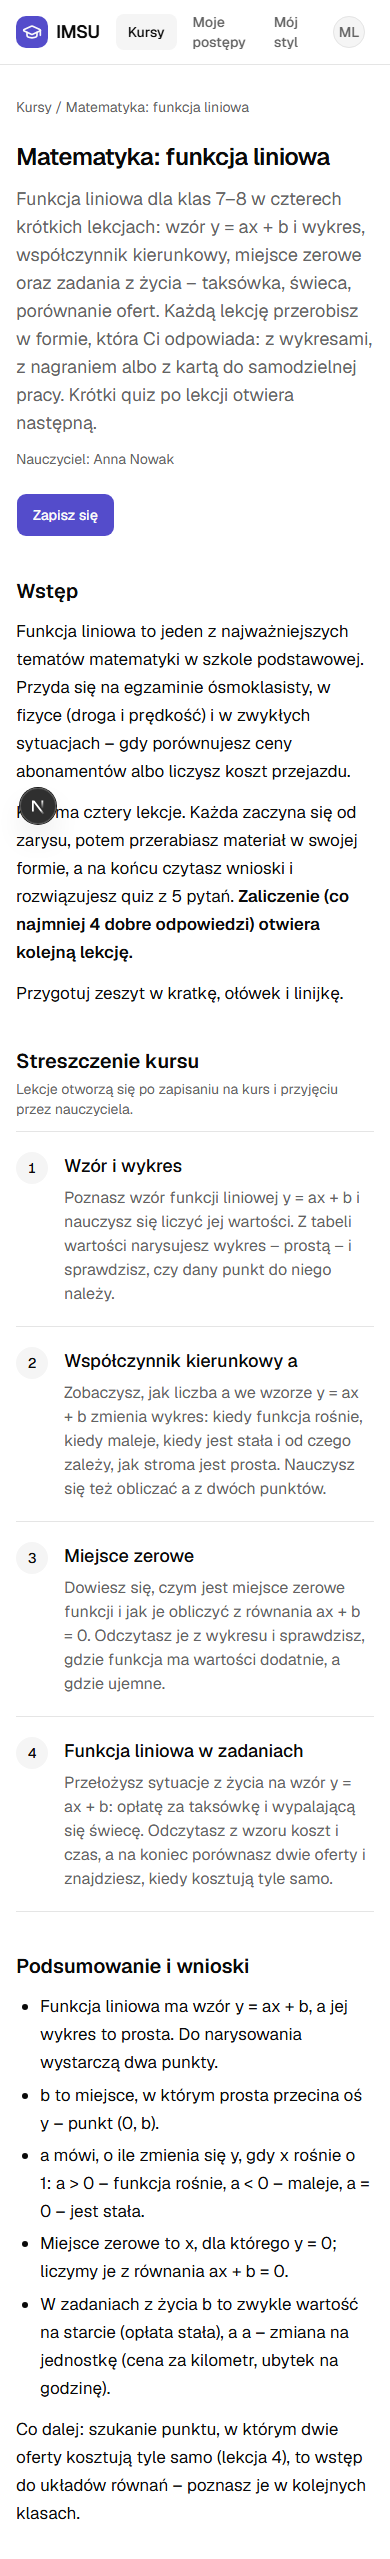 IMSU
Kursy
Moje
postępy
Mój
styl
ML
Kursy / Matematyka: funkcja liniowa
Matematyka: funkcja liniowa
Funkcja liniowa dla klas 7–8 w czterech
krótkich lekcjach: wzór y = ax + b i wykres,
współczynnik kierunkowy, miejsce zerowe
oraz zadania z życia – taksówka, świeca,
porównanie ofert. Każdą lekcję przerobisz
w formie, która Ci odpowiada: z wykresami,
z nagraniem albo z kartą do samodzielnej
pracy. Krótki quiz po lekcji otwiera
następną.
Nauczyciel: Anna Nowak
Zapisz się
Wstęp
Funkcja liniowa to jeden z najważniejszych
tematów matematyki w szkole podstawowej.
Przyda się na egzaminie ósmoklasisty, w
fizyce (droga i prędkość) i w zwykłych
sytuacjach – gdy porównujesz ceny
abonamentów albo liczysz koszt przejazdu.
N
ma cztery lekcje. Każda zaczyna się od
zarysu, potem przerabiasz materiał w swojej
formie, a na końcu czytasz wnioski i
rozwiązujesz quiz z 5 pytań. Zaliczenie (co
najmniej 4 dobre odpowiedzi) otwiera
kolejną lekcję.
Przygotuj zeszyt w kratkę, ołówek i linijkę.
Streszczenie kursu
Lekcje otworzą się po zapisaniu na kurs i przyjęciu
przez nauczyciela.
1
Wzór i wykres
Poznasz wzór funkcji liniowej y = ax + b i
nauczysz się liczyć jej wartości. Z tabeli
wartości narysujesz wykres – prostą – i
sprawdzisz, czy dany punkt do niego
należy.
2
Współczynnik kierunkowy a
Zobaczysz, jak liczba a we wzorze y = ax
+ b zmienia wykres: kiedy funkcja rośnie,
kiedy maleje, kiedy jest stała i od czego
zależy, jak stroma jest prosta. Nauczysz
się też obliczać a z dwóch punktów.
3
Miejsce zerowe
Dowiesz się, czym jest miejsce zerowe
funkcji i jak je obliczyć z równania ax + b
= 0. Odczytasz je z wykresu i sprawdzisz,
gdzie funkcja ma wartości dodatnie, a
gdzie ujemne.
4
Funkcja liniowa w zadaniach
Przełożysz sytuacje z życia na wzór y =
ax + b: opłatę za taksówkę i wypalającą
się świecę. Odczytasz z wzoru koszt i
czas, a na koniec porównasz dwie oferty i
znajdziesz, kiedy kosztują tyle samo.
Podsumowanie i wnioski
• Funkcja liniowa ma wzór y = ax + b, a jej
wykres to prosta. Do narysowania
wystarczą dwa punkty.
• b to miejsce, w którym prosta przecina oś
y – punkt (0, b).
• a mówi, o ile zmienia się y, gdy x rośnie o
1: a > 0 – funkcja rośnie, a < 0 – maleje, a =
0 – jest stała.
• Miejsce zerowe to x, dla którego y = 0;
liczymy je z równania ax + b = 0.
• W zadaniach z życia b to zwykle wartość
na starcie (opłata stała), a a – zmiana na
jednostkę (cena za kilometr, ubytek na
godzinę).
Co dalej: szukanie punktu, w którym dwie
oferty kosztują tyle samo (lekcja 4), to wstęp
do układów równań – poznasz je w kolejnych
klasach.